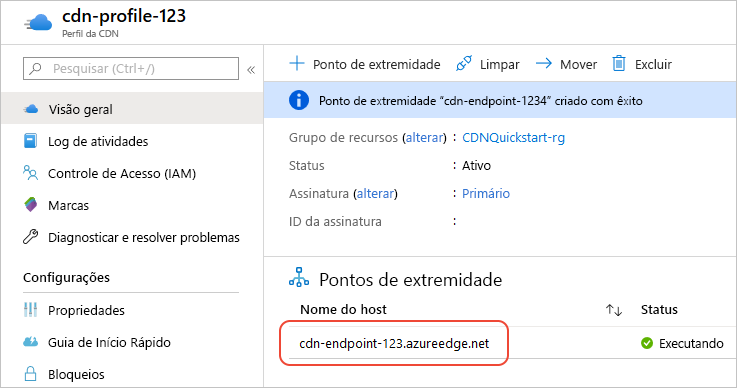 cdn-profile-123
Perfil da CDN
Pesquisar (Ctrl+/)
«
Visão geral
Log de atividades
Controle de Acesso (IAM)
Marcas
Diagnosticar e resolver problemas
Configurações
Propriedades
Guia de Início Rápido
Bloqueios
Ponto de extremidade
Limpar
Mover
Excluir
Ponto de extremidade “cdn-endpoint-1234” criado com êxito
Grupo de recursos (alterar) : CDNQuickstart-rg
Status : Ativo
Assinatura (alterar) : Primário
ID da assinatura :
Pontos de extremidade
Nome do host ↑↓ Status
cdn-endpoint-123.azureedge.net Executando